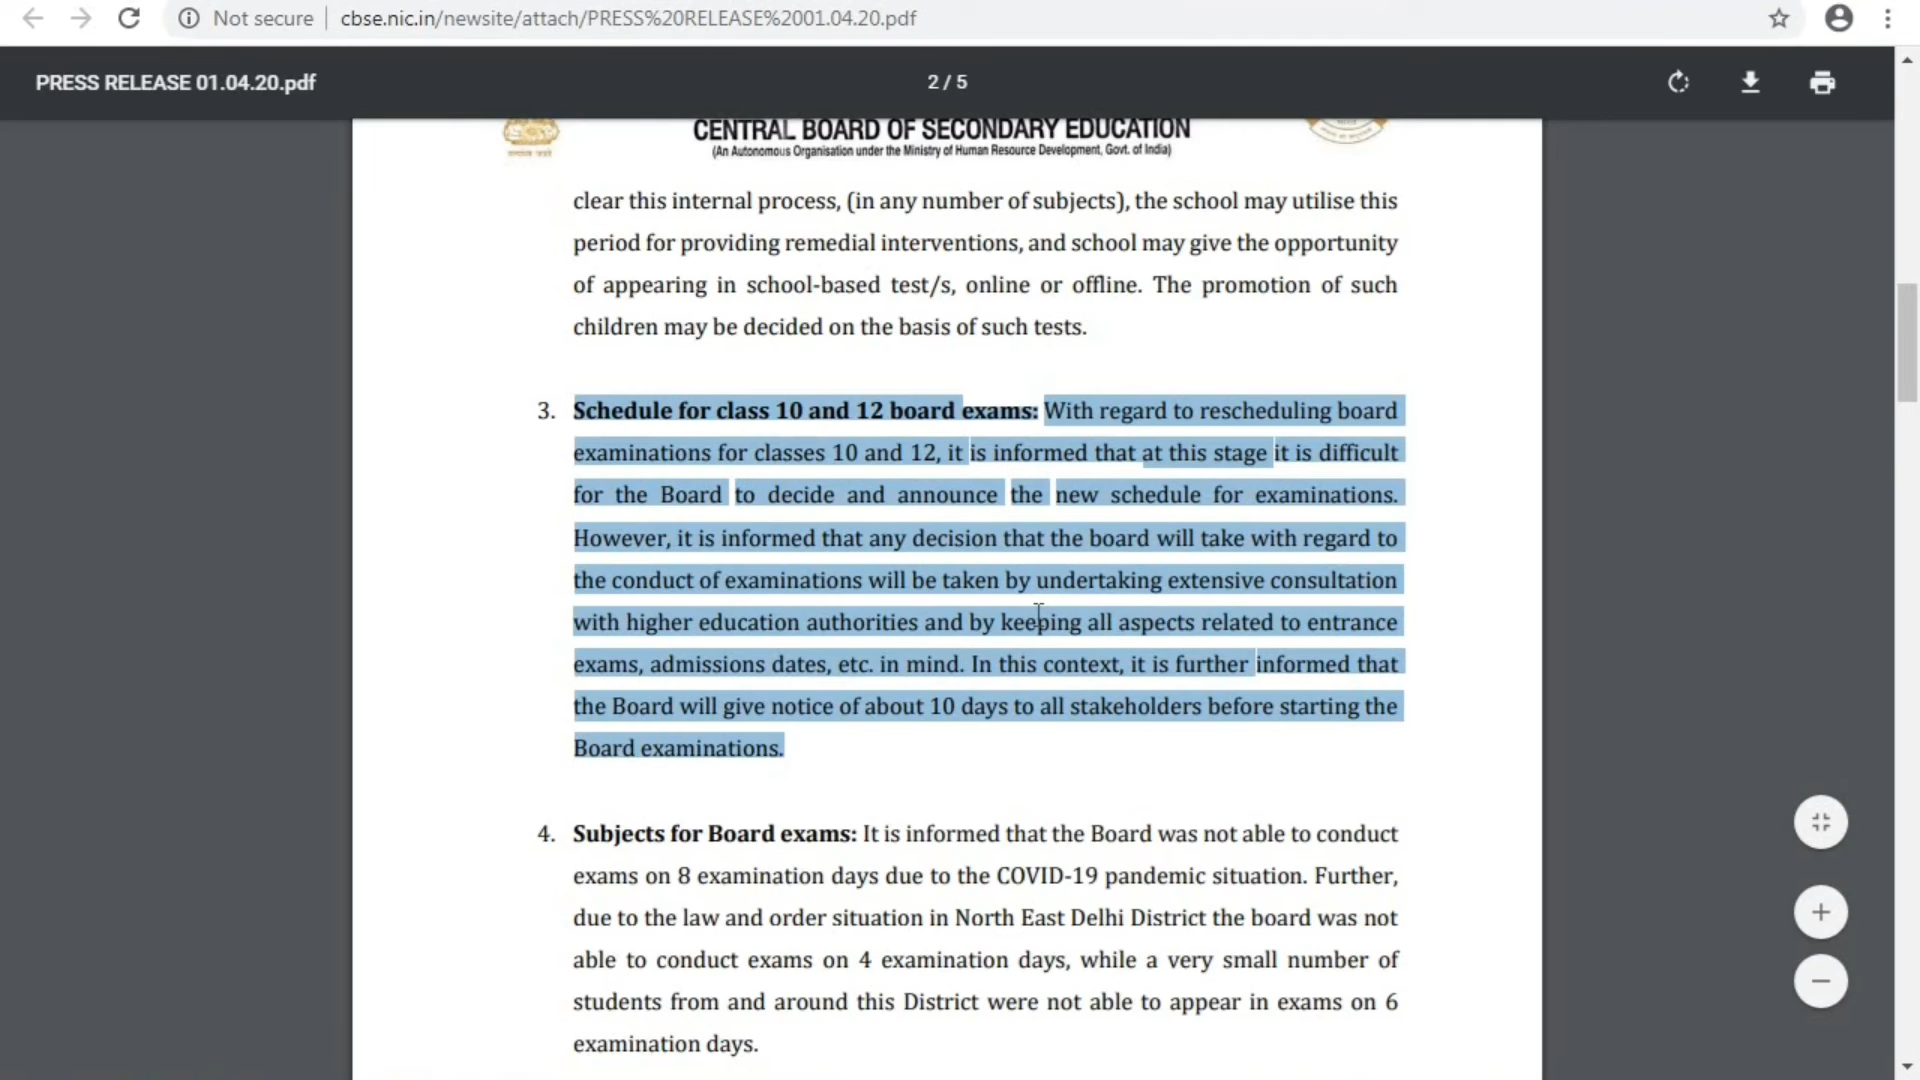 Not secure
cbse.nic.in/newsite/attach/PRESS%20RELEASE%2001.04.20.pdf
PRESS RELEASE 01.04.20.pdf
2 / 5
CENTRAL BOARD OF SECONDARY EDUCATION
(An Autonomous Organisation under the Ministry of Human Resource Development, Govt. of India)
clear this internal process, (in any number of subjects), the school may utilise this
period for providing remedial interventions, and school may give the opportunity
of appearing in school-based test/s, online or offline. The promotion of such
children may be decided on the basis of such tests.
3. Schedule for class 10 and 12 board exams: With regard to rescheduling board
examinations for classes 10 and 12, it is informed that at this stage it is difficult
for the Board to decide and announce the new schedule for examinations.
However, it is informed that any decision that the board will take with regard to
the conduct of examinations will be taken by undertaking extensive consultation
with higher education authorities and by keeping all aspects related to entrance
exams, admissions dates, etc. in mind. In this context, it is further informed that
the Board will give notice of about 10 days to all stakeholders before starting the
Board examinations.
4. Subjects for Board exams: It is informed that the Board was not able to conduct
exams on 8 examination days due to the COVID-19 pandemic situation. Further,
due to the law and order situation in North East Delhi District the board was not
able to conduct exams on 4 examination days, while a very small number of
students from and around this District were not able to appear in exams on 6
examination days.